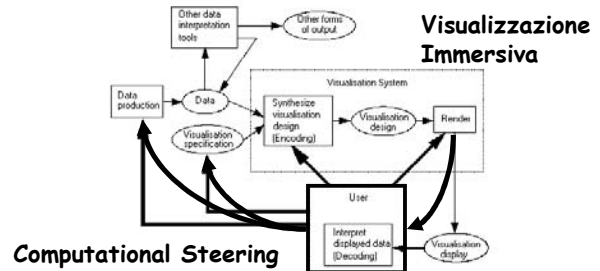 Other data
interpretation
tools
Other forms
of output
Visualizzazione
Immersiva
Visualisation System
Data
production
Data
Synthesize
visualisation
design
(Encoding)
Visualisation
design
Render
Visualisation
specification
User
Interpret
displayed data
(Decoding)
Visualisation
display
Computational Steering